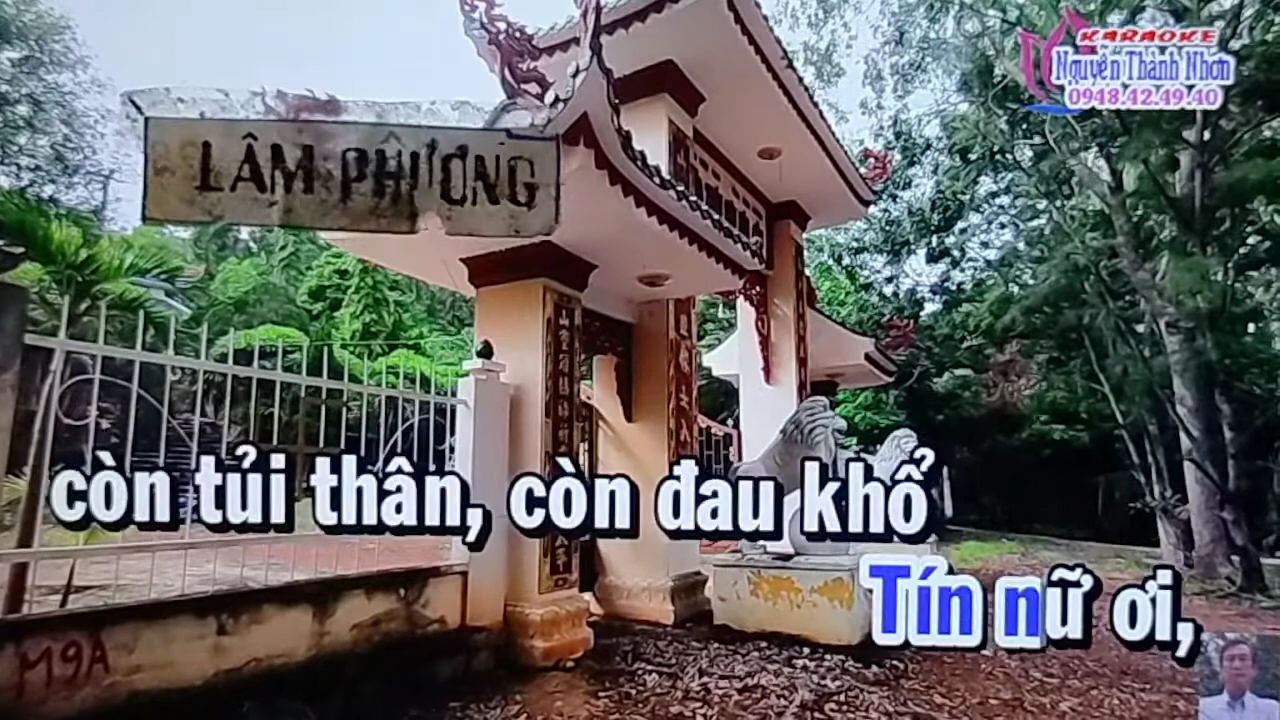 KARAOKE
Nguyễn Thành Nhơn
0948.42.49.40
LÂM PHƯƠNG
còn tủi thân, còn đau khổ
Tín nữ ơi,
M9A